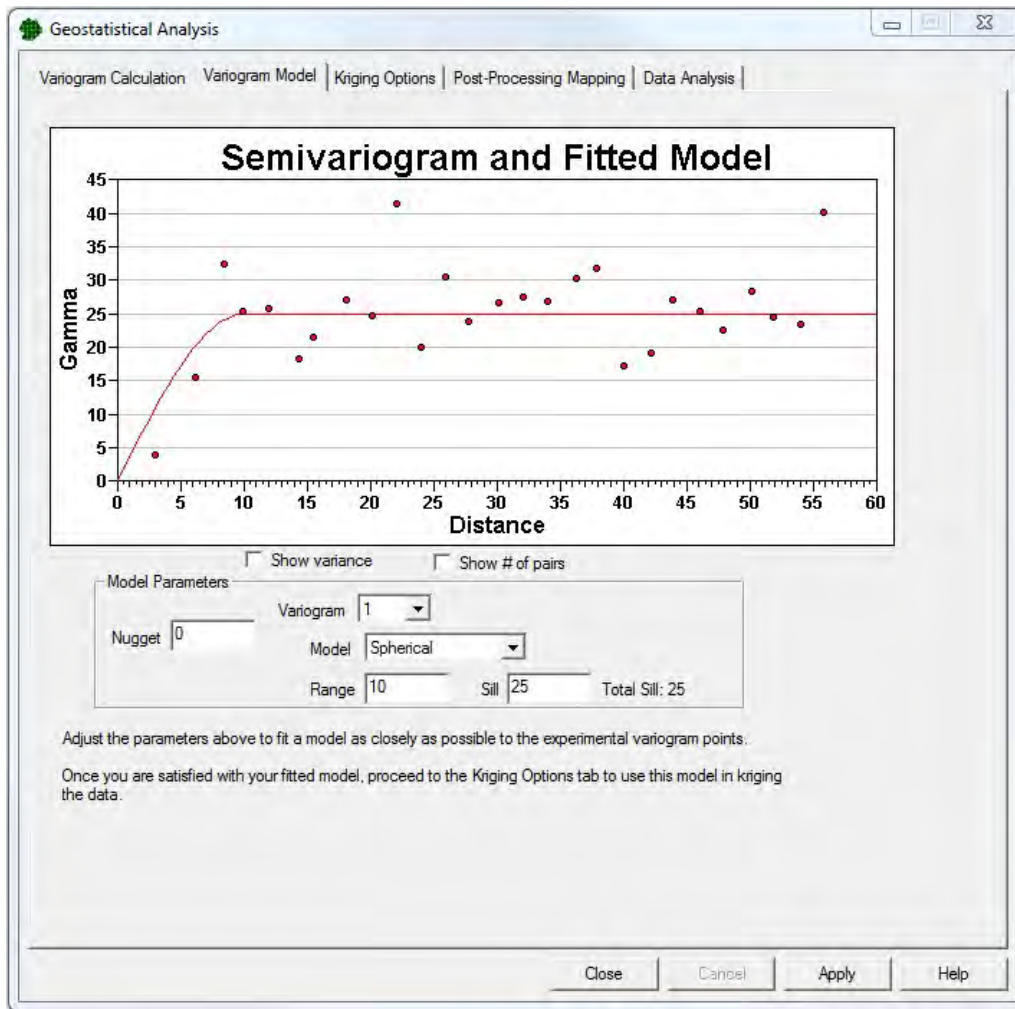 Geostatistical Analysis
Variogram Calculation Variogram Model Kriging Options Post-Processing Mapping Data Analysis
Semivariogram and Fitted Model
45
40
35
30
25
20
15
10
5
0
Gamma
0 5 10 15 20 25 30 35 40 45 50 55 60
Distance
Show variance Show # of pairs
Model Parameters
Variogram 1
Nugget 0
Model Spherical
Range 10 Sill 25 Total Sill: 25
Adjust the parameters above to fit a model as closely as possible to the experimental variogram points.
Once you are satisfied with your fitted model, proceed to the Kriging Options tab to use this model in kriging
the data.
Close Cancel Apply Help